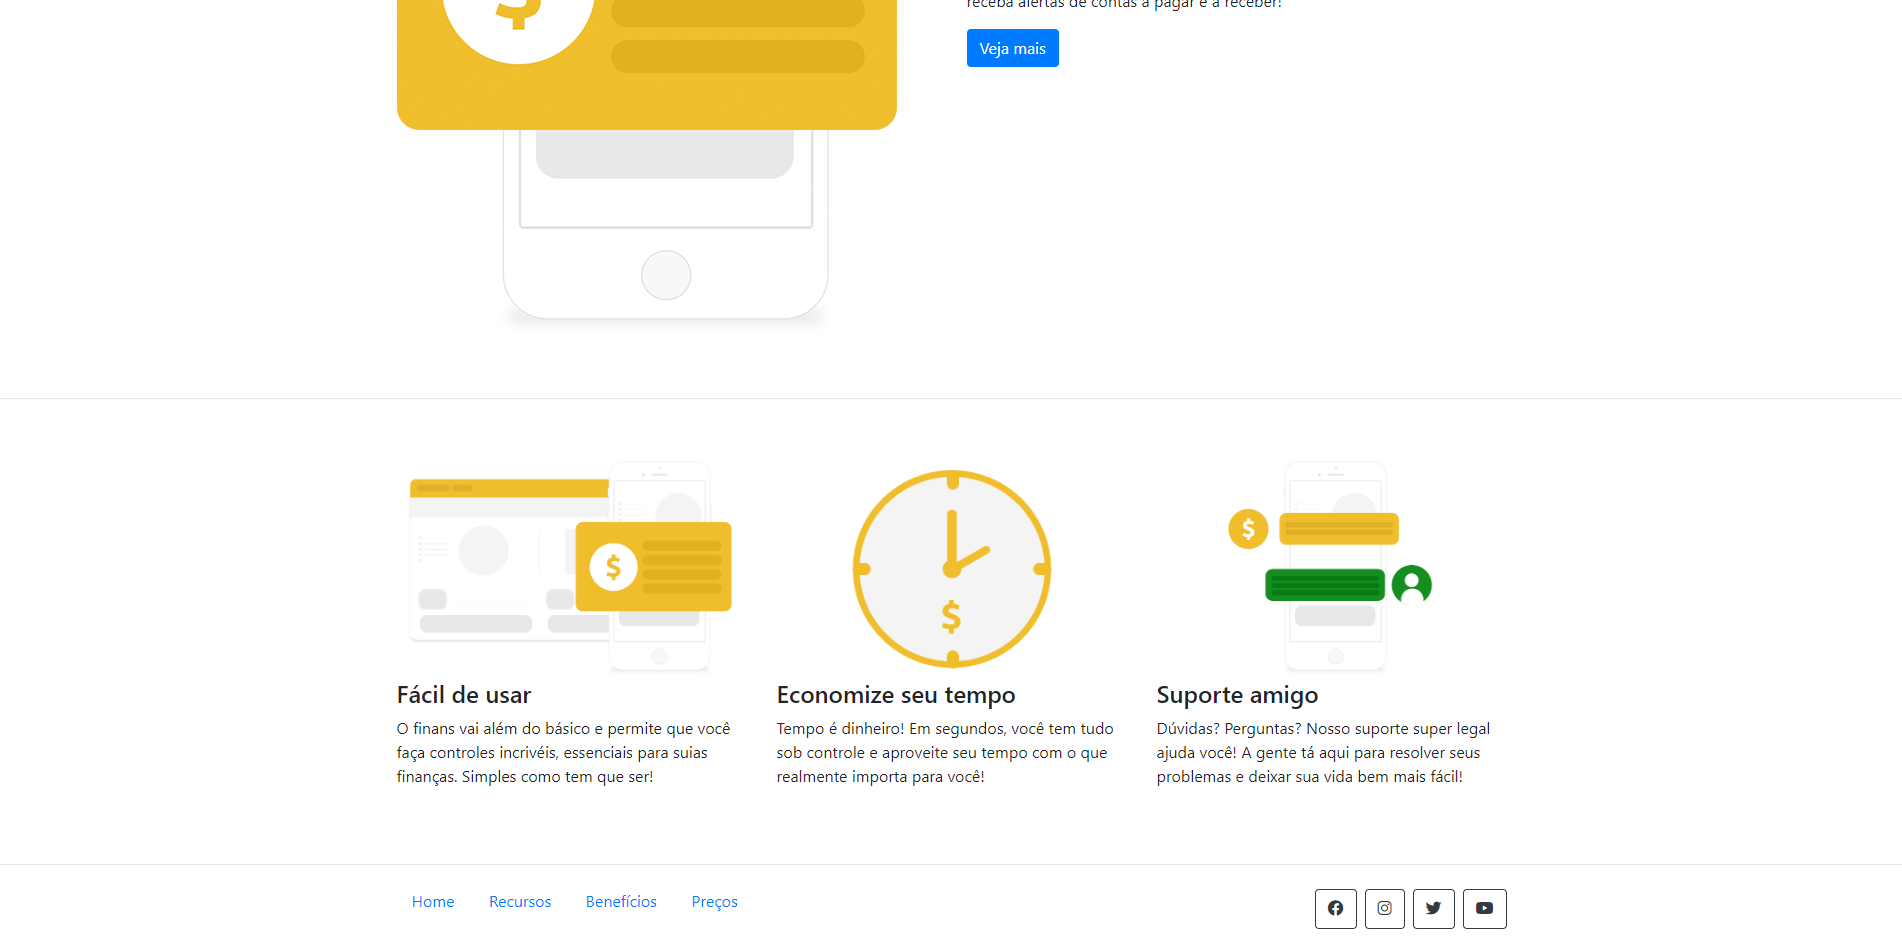 receba alertas de contas a pagar e a receber!
Veja mais
$
$
$
$
Fácil de usar
O finans vai além do básico e permite que você
faça controles incrivéis, essenciais para suias
finanças. Simples como tem que ser!
Economize seu tempo
Tempo é dinheiro! Em segundos, você tem tudo
sob controle e aproveite seu tempo com o que
realmente importa para você!
Suporte amigo
Dúvidas? Perguntas? Nosso suporte super legal
ajuda você! A gente tá aqui para resolver seus
problemas e deixar sua vida bem mais fácil!
Home Recursos Benefícios Preços